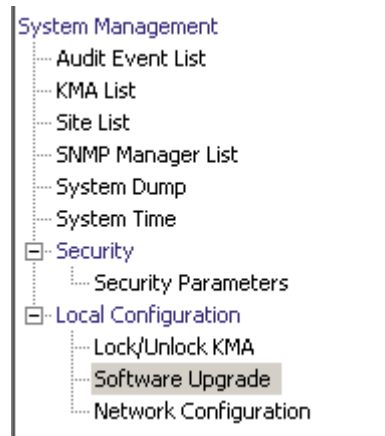 System Management
Audit Event List
KMA List
Site List
SNMP Manager List
System Dump
System Time
Security
Security Parameters
Local Configuration
Lock/Unlock KMA
Software Upgrade
Network Configuration